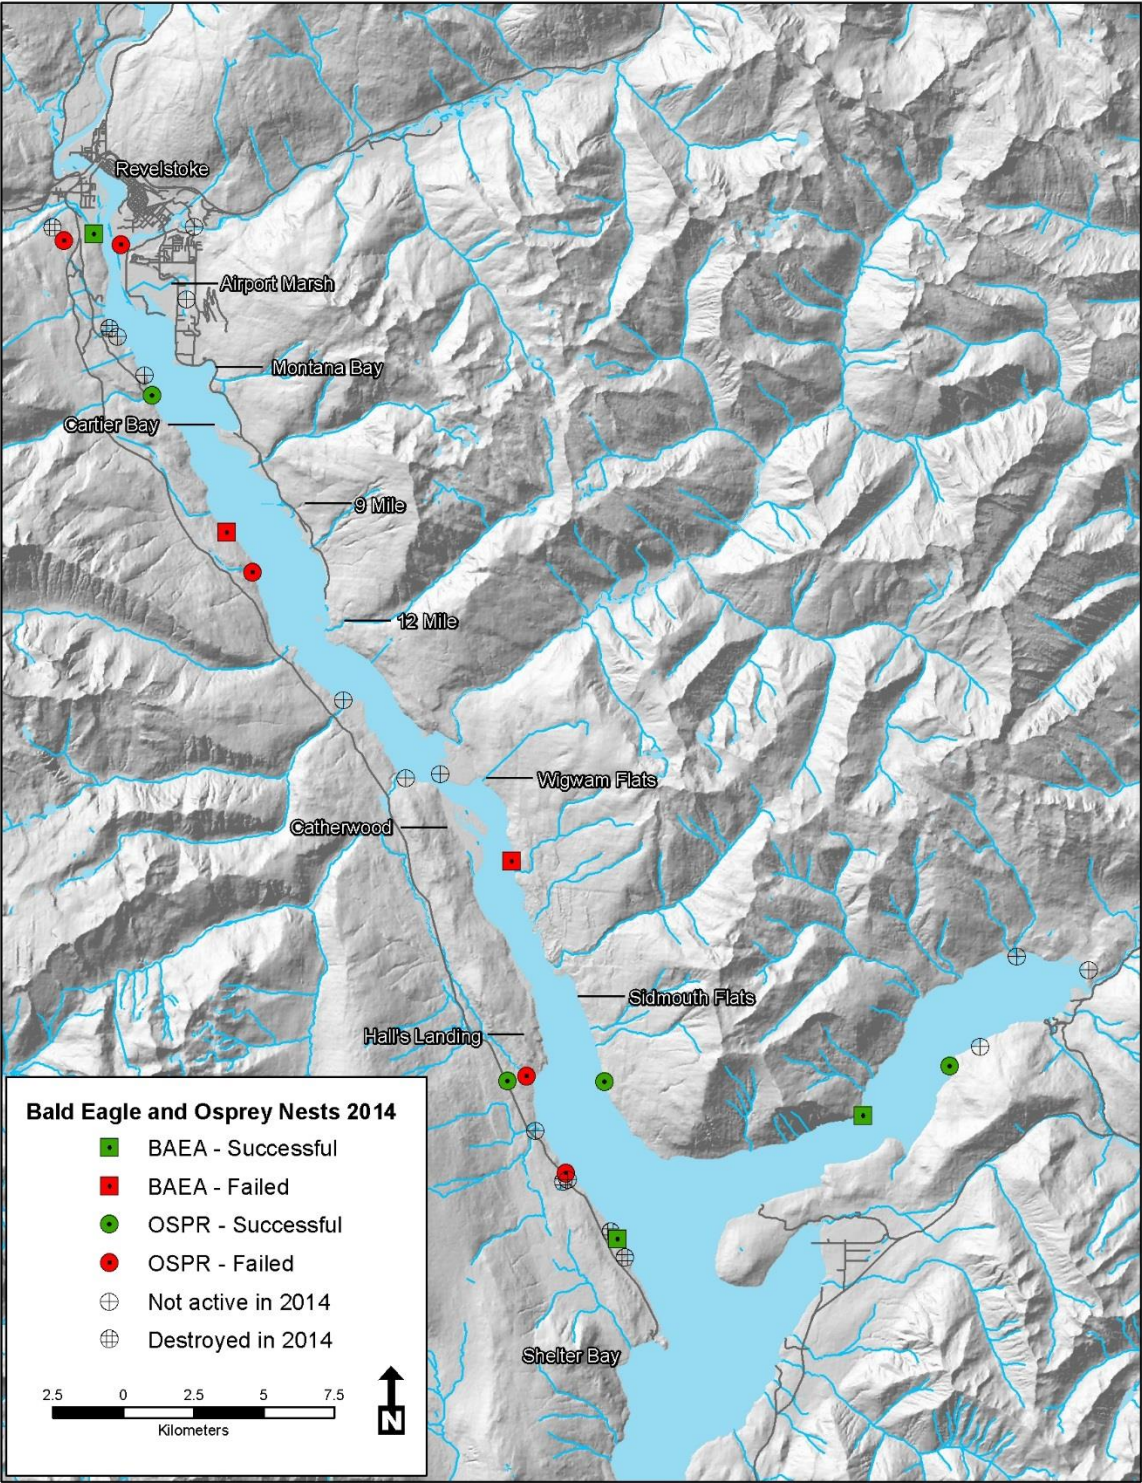 Revelstoke
Airport Marsh
Montana Bay
Cartier Bay
9 Mile
12 Mile
Wigwam Flats
Catherwood
Sidmouth Flats
Hall's Landing
Bald Eagle and Osprey Nests 2014
BAEA - Successful
BAEA - Failed
OSPR - Successful
OSPR - Failed
Not active in 2014
Destroyed in 2014
2.5 0 2.5 5 7.5
Kilometers
N
Shelter Bay